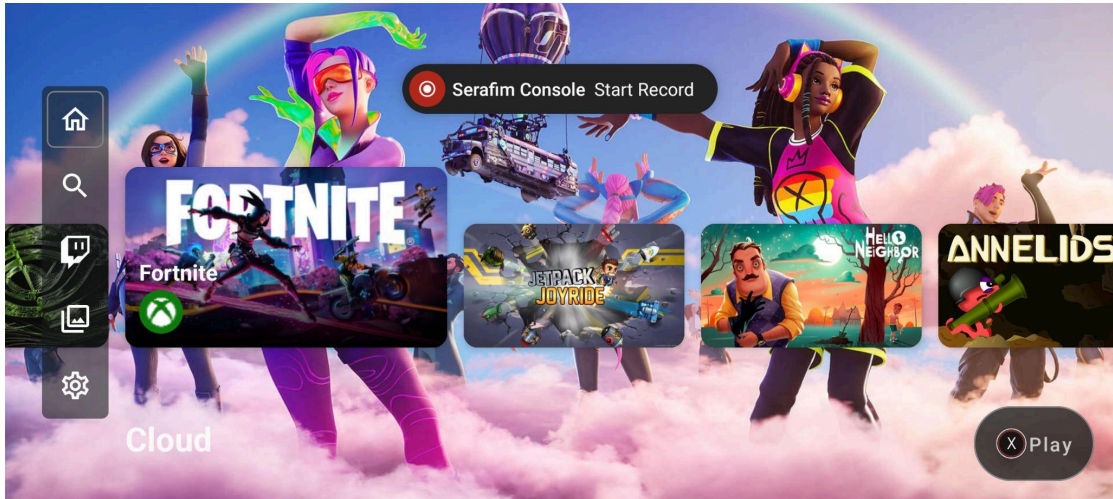 Serafim Console Start Record
FORTNITE
Fortnite
JETPACK
JOYRIDE
HELLO
NEIGHBOR
ANNELIDS
Cloud
X Play